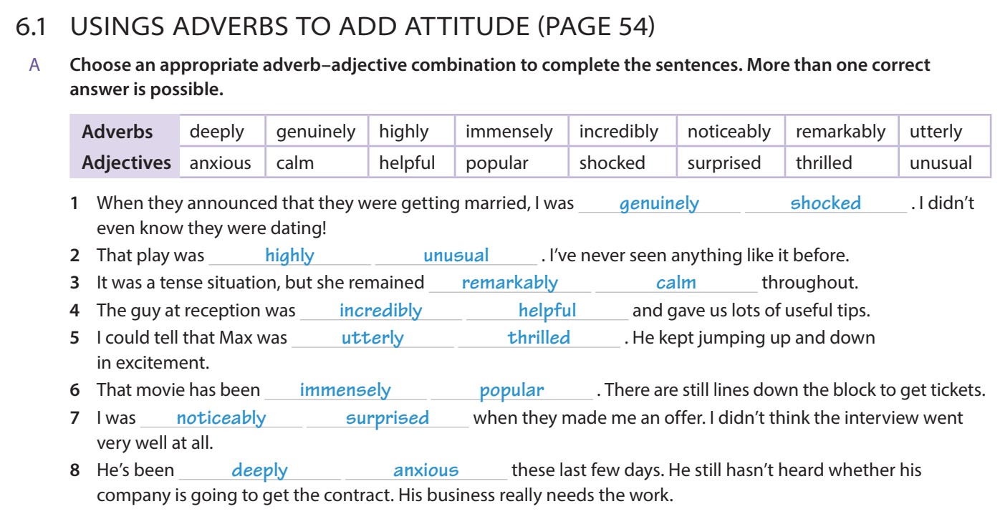 6.1 USINGS ADVERBS TO ADD ATTITUDE (PAGE 54)
A Choose an appropriate adverb–adjective combination to complete the sentences. More than one correct
answer is possible.
Adverbs deeply genuinely highly immensely incredibly noticeably remarkably utterly
Adjectives anxious calm helpful popular shocked surprised thrilled unusual
1 When they announced that they were getting married, I was genuinely shocked . I didn’t
even know they were dating!
2 That play was highly unusual . I’ve never seen anything like it before.
3 It was a tense situation, but she remained remarkably calm throughout.
4 The guy at reception was incredibly helpful and gave us lots of useful tips.
5 I could tell that Max was utterly thrilled . He kept jumping up and down
in excitement.
6 That movie has been immensely popular . There are still lines down the block to get tickets.
7 I was noticeably surprised when they made me an offer. I didn’t think the interview went
very well at all.
8 He’s been deeply anxious these last few days. He still hasn’t heard whether his
company is going to get the contract. His business really needs the work.